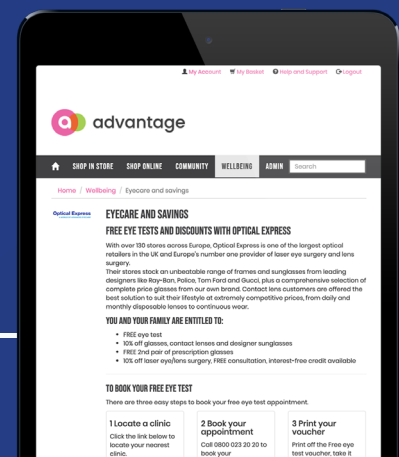 My Account My Basket Help and Support Logout
a advantage
SHOP IN STORE SHOP ONLINE COMMUNITY WELLBEING ADMIN Search
Home / Wellbeing / Eyecare and savings
Optical Express
EYECARE AND SAVINGS
FREE EYE TESTS AND DISCOUNTS WITH OPTICAL EXPRESS
With over 130 stores across Europe, Optical Express is one of the largest optical
retailers in the UK and Europe's number one provider of laser eye surgery and lens
surgery.
Their stores stock an unbeatable range of frames and sunglasses from leading
designers like Ray-Ban, Police, Tom Ford and Gucci, plus a comprehensive selection of
complete price glasses from our own brand. Contact lens customers are offered the
best solution to suit their lifestyle at extremely competitive prices, from daily and
monthly disposable lenses to continuous wear.
YOU AND YOUR FAMILY ARE ENTITLED TO:
• FREE eye test
• 10% off glasses, contact lenses and designer sunglasses
• FREE 2nd pair of prescription glasses
• 10% off laser eye/lens surgery, FREE consultation, interest-free credit available
TO BOOK YOUR FREE EYE TEST
There are three easy steps to book your free eye test appointment.
1 Locate a clinic
Click the link below to
locate your nearest
clinic.
2 Book your
appointment
Call 0800 023 20 20 to
book your
3 Print your
voucher
Print off the Free eye
test voucher, take it